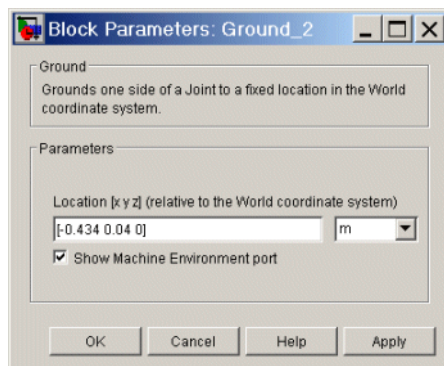 Block Parameters: Ground_2
Ground
Grounds one side of a Joint to a fixed location in the World
coordinate system.
Parameters
Location [x y z] (relative to the World coordinate system)
[-0.434 0.04 0] m
Show Machine Environment port
OK Cancel Help Apply